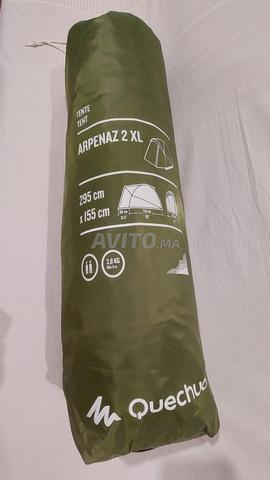 TENTE
TENT
ARPENAZ 2 XL
295 cm
x 155 cm
AVITO.MA
3,8 KG
Quechua